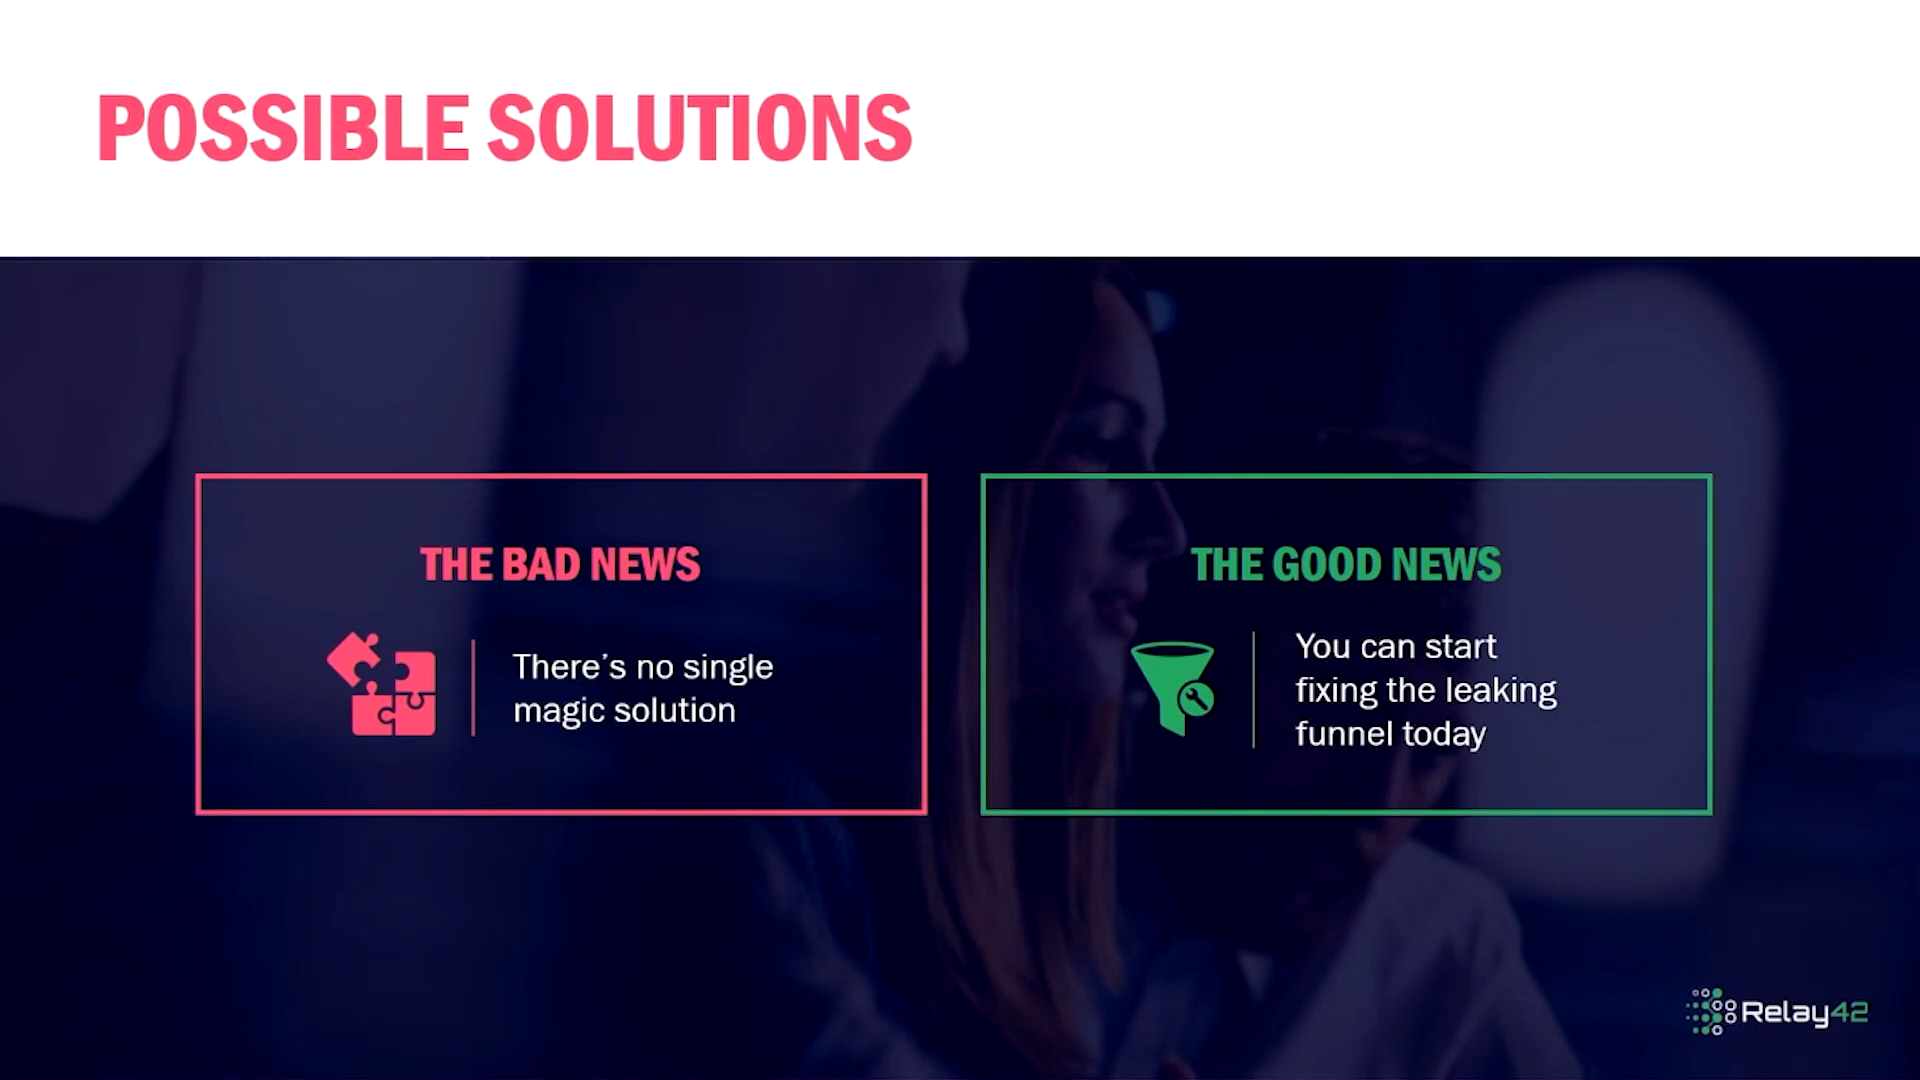 POSSIBLE SOLUTIONS
THE BAD NEWS
There's no single
magic solution
THE GOOD NEWS
You can start
fixing the leaking
funnel today
Relay42